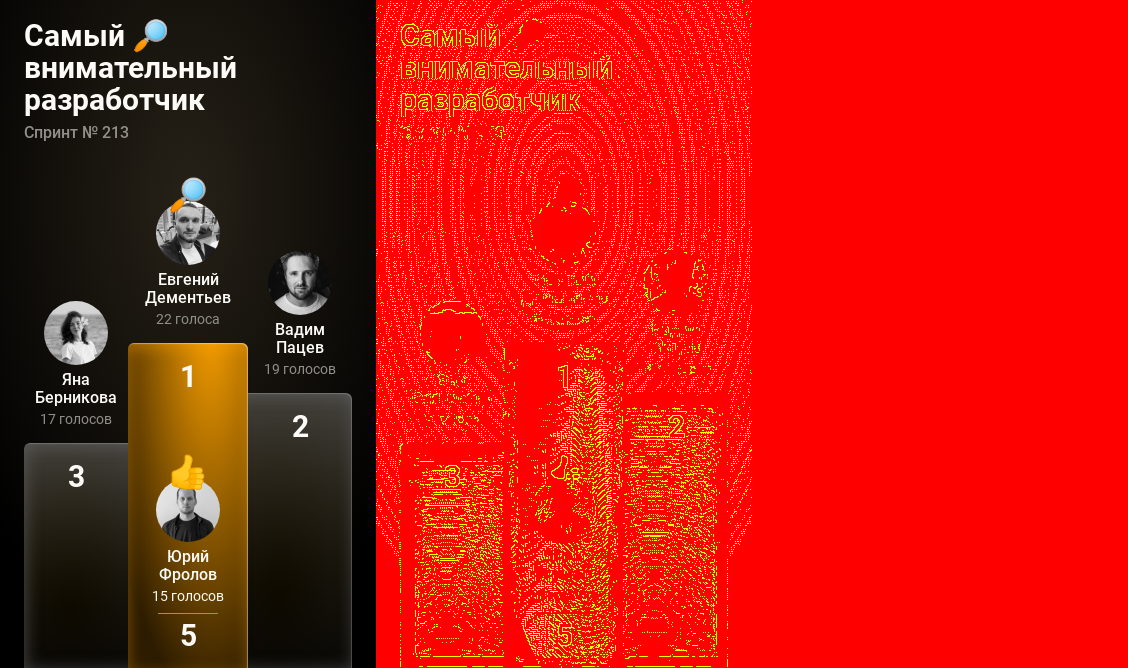 Самый 🔎
внимательный
разработчик
Спринт № 213
Евгений
Дементьев
22 голоса
Вадим
Пацев
19 голосов
Яна
Берникова
17 голосов
1
2
3
Юрий
Фролов
15 голосов
5
Самый
внимательный
разработчик
1
2
3
5